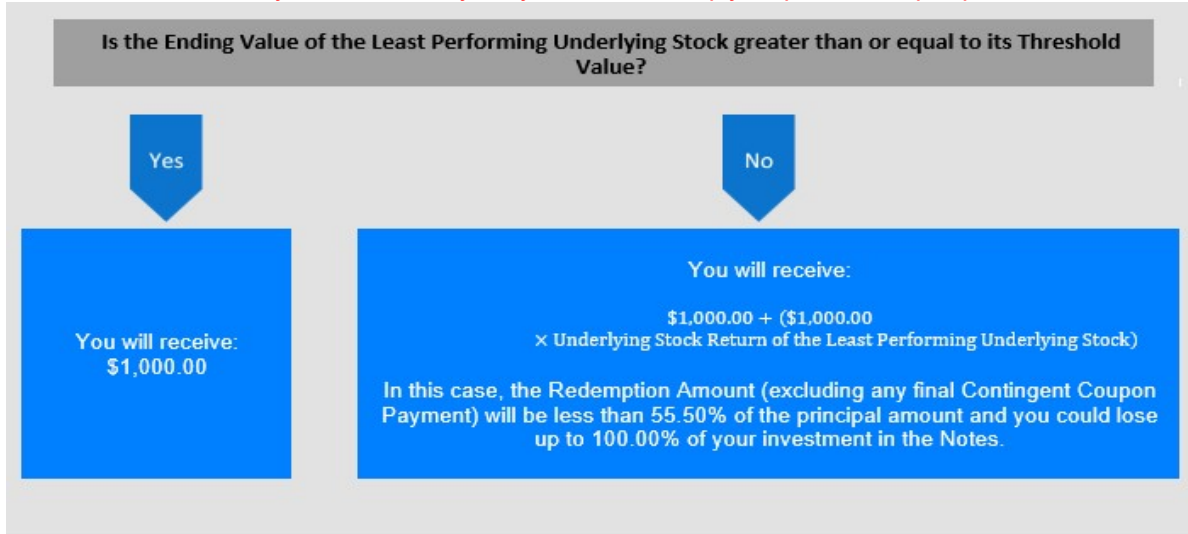 Is the Ending Value of the Least Performing Underlying Stock greater than or equal to its Threshold
Value?
Yes
No
You will receive:
$1,000.00
You will receive:
$1,000.00 + ($1,000.00
× Underlying Stock Return of the Least Performing Underlying Stock)
In this case, the Redemption Amount (excluding any final Contingent Coupon
Payment) will be less than 55.50% of the principal amount and you could lose
up to 100.00% of your investment in the Notes.